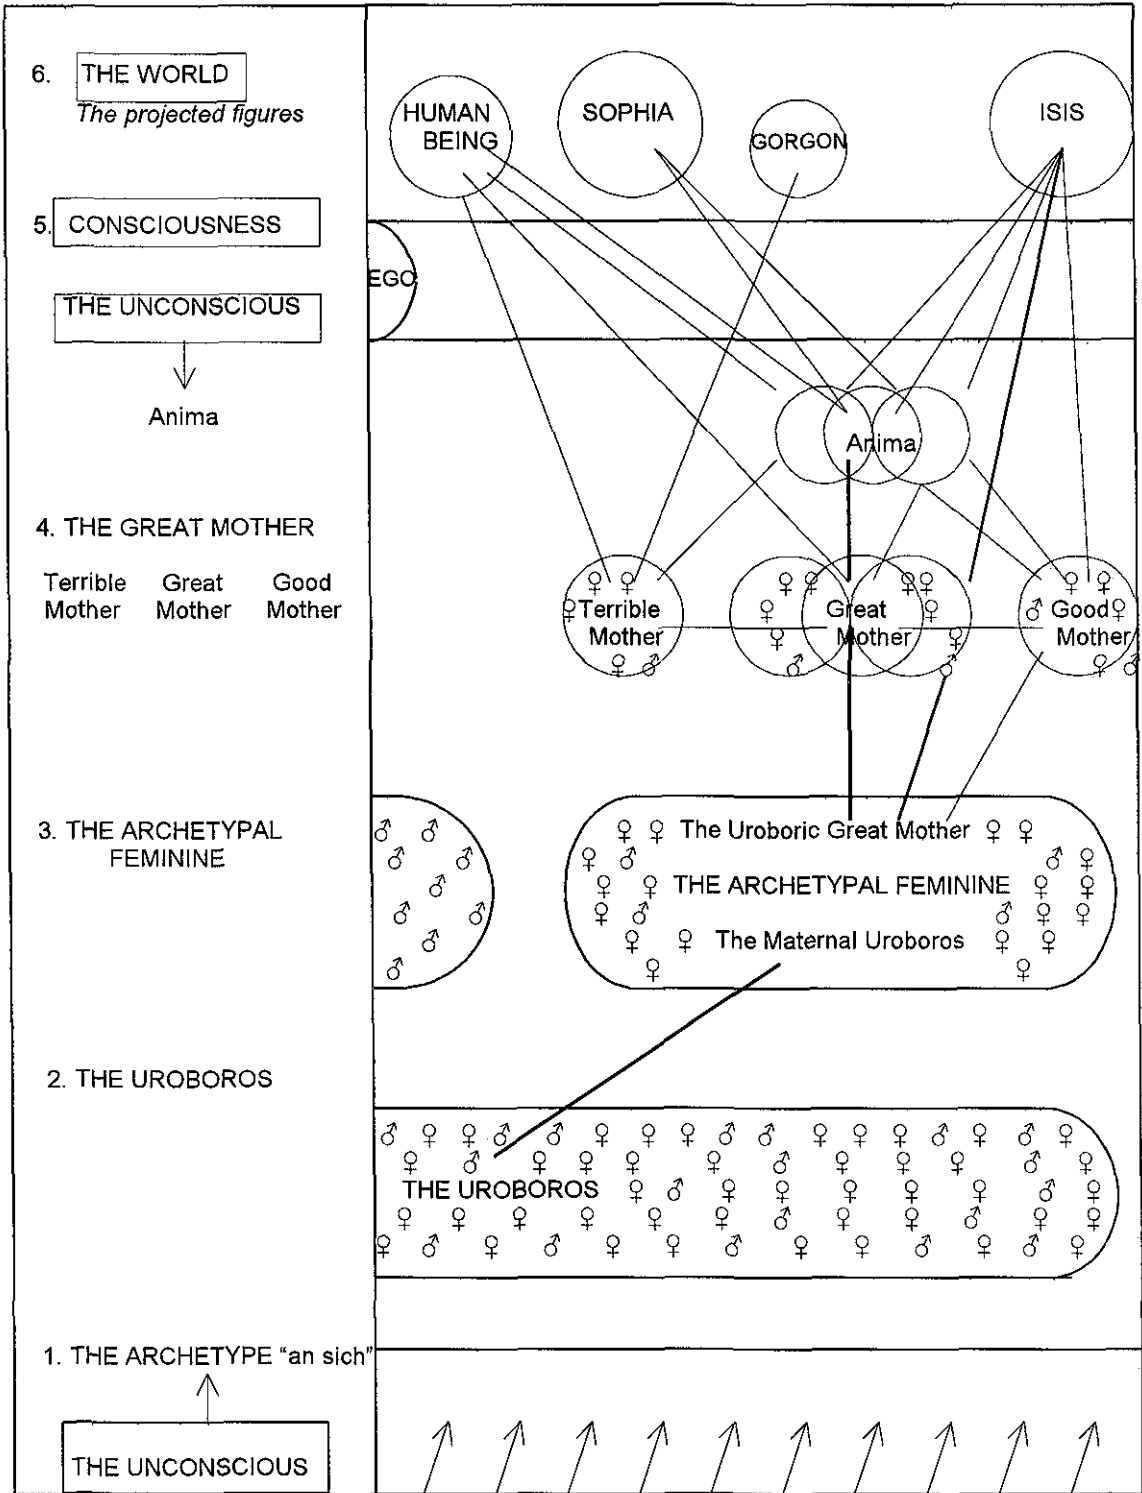 6. THE WORLD
The projected figures
HUMAN
BEING
SOPHIA
GORGON
ISIS
5. CONSCIOUSNESS
EGO
THE UNCONSCIOUS
Anima
Anima
4. THE GREAT MOTHER
Terrible Great Good
Mother Mother Mother
♀ ♀
♀ Terrible
Mother
♀ ♂
♀ ♀ ♀♀
♀ Great ♀
♀ Mother ♀
♂ ♂
♀ ♀
♂ Good ♀
Mother
♀ ♂
3. THE ARCHETYPAL
FEMININE
♂ ♂
♂ ♂
♂
♂ ♂
♂
♂
♀ ♀ The Uroboric Great Mother ♀ ♀
♀ ♂ ♂ ♀
♀ ♀ THE ARCHETYPAL FEMININE ♀ ♀
♀ ♂ ♂ ♀ ♀
♀ ♀ The Maternal Uroboros ♀ ♀
♀ ♀
2. THE UROBOROS
♂ ♀ ♀ ♂ ♂ ♀ ♀ ♀ ♂ ♂ ♀ ♀ ♀ ♂ ♀ ♂ ♀
♀ ♂ ♀ ♀ ♀ ♀ ♂ ♀ ♀ ♂ ♀
THE UROBOROS ♀ ♂ ♀ ♀ ♀ ♀ ♂ ♀
♀ ♀ ♀ ♀ ♀ ♀ ♂ ♀ ♀ ♂ ♀ ♀
♀ ♂ ♀ ♂ ♀ ♀ ♂ ♀ ♀ ♂ ♀ ♂ ♀
1. THE ARCHETYPE "an sich"
THE UNCONSCIOUS